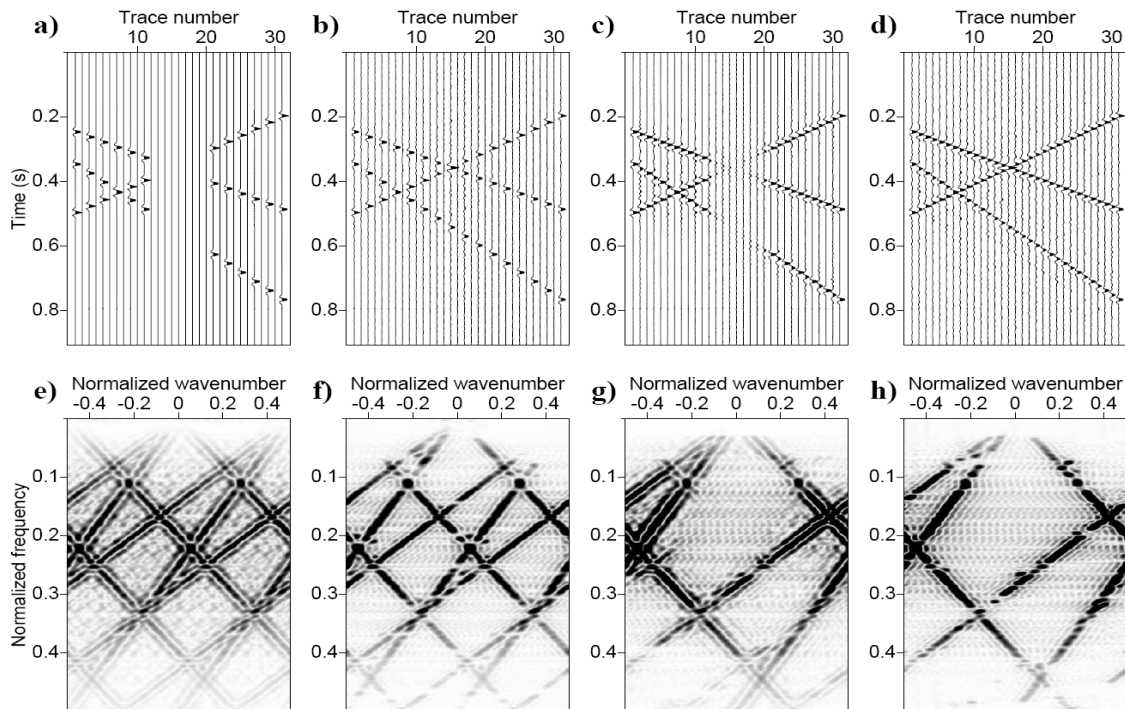 Trace number Trace number Trace number Trace number
a) 10 20 30 b) 10 20 30 c) 10 20 30 d) 10 20 30
Time (s)
0.2 0.2 0.2 0.2
0.4 0.4 0.4 0.4
0.6 0.6 0.6 0.6
0.8 0.8 0.8 0.8
Normalized wavenumber Normalized wavenumber Normalized wavenumber Normalized wavenumber
e) -0.4 -0.2 0 0.2 0.4 f) -0.4 -0.2 0 0.2 0.4 g) -0.4 -0.2 0 0.2 0.4 h) -0.4 -0.2 0 0.2 0.4
Normalized frequency
0.1 0.1 0.1 0.1
0.2 0.2 0.2 0.2
0.3 0.3 0.3 0.3
0.4 0.4 0.4 0.4